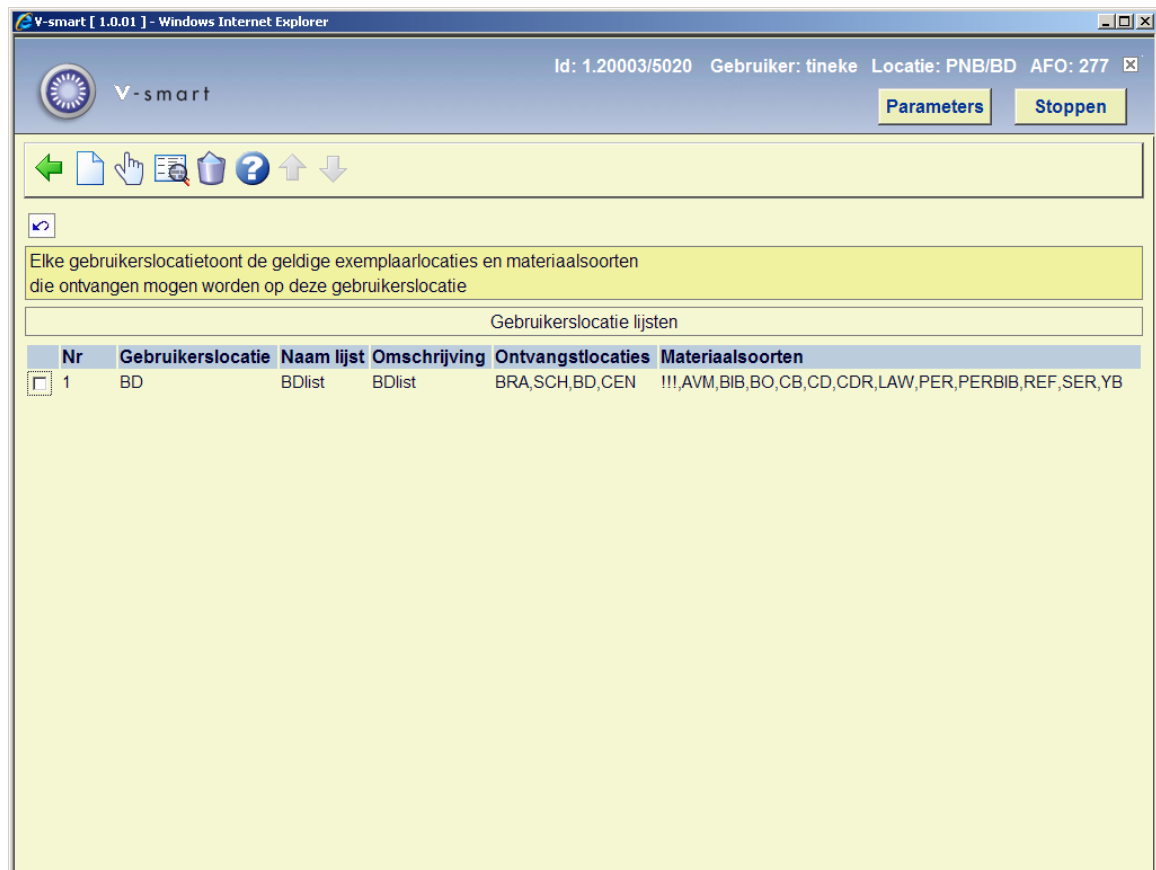 V-smart [ 1.0.01 ] - Windows Internet Explorer
Id: 1.20003/5020 Gebruiker: tineke Locatie: PNB/BD AFO: 277
V-smart
Parameters Stoppen
Elke gebruikerslocatietoont de geldige exemplaarlocaties en materiaalsoorten
die ontvangen mogen worden op deze gebruikerslocatie
Gebruikerslocatie lijsten
Nr Gebruikerslocatie Naam lijst Omschrijving Ontvangstlocaties Materiaalsoorten
1 BD BDlist BDlist BRA,SCH,BD,CEN !!!,AVM,BIB,BO,CB,CD,CDR,LAW,PER,PERBIB,REF,SER,YB